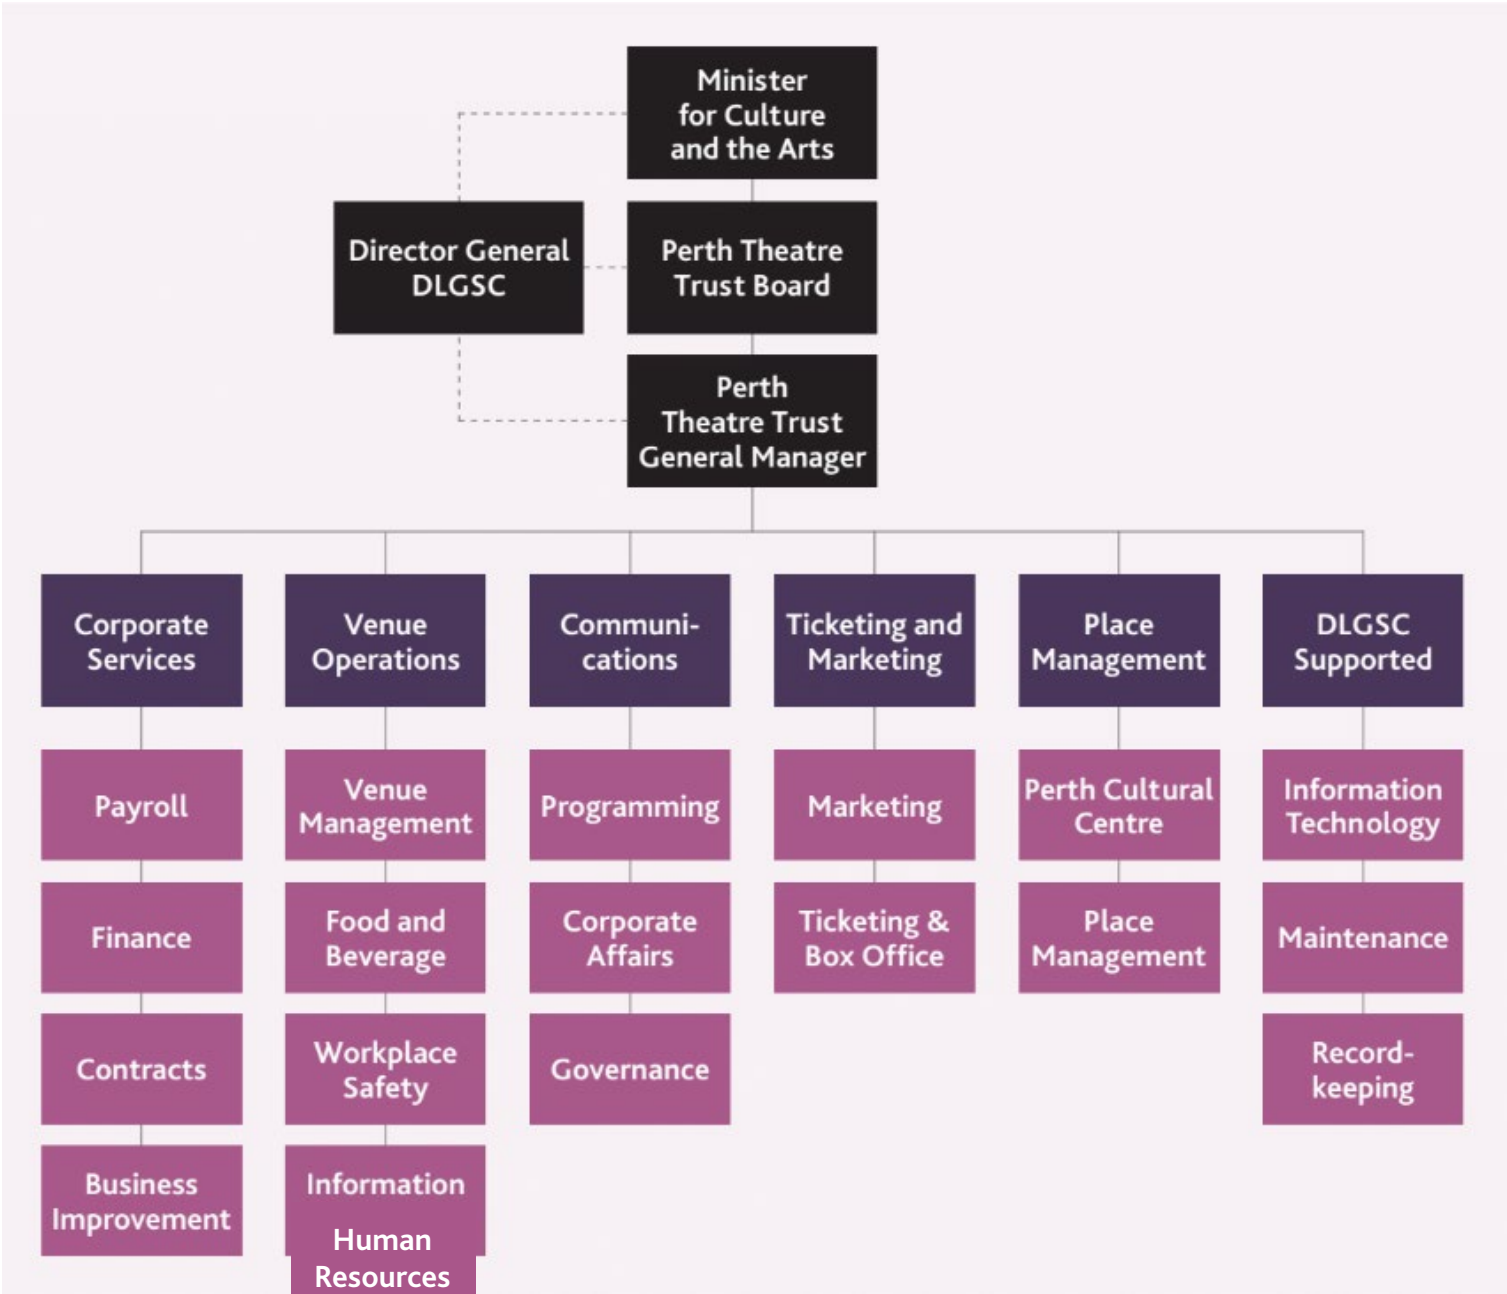 Minister
for Culture
and the Arts
Director General
DLGSC
Perth Theatre
Trust Board
Perth
Theatre Trust
General Manager
Corporate
Services
Venue
Operations
Communi-
cations
Ticketing and
Marketing
Place
Management
DLGSC
Supported
Payroll
Venue
Management
Programming
Marketing
Perth Cultural
Centre
Information
Technology
Finance
Food and
Beverage
Corporate
Affairs
Ticketing &
Box Office
Place
Management
Maintenance
Contracts
Workplace
Safety
Governance
Record-
keeping
Business
Improvement
Information
Human
Resources